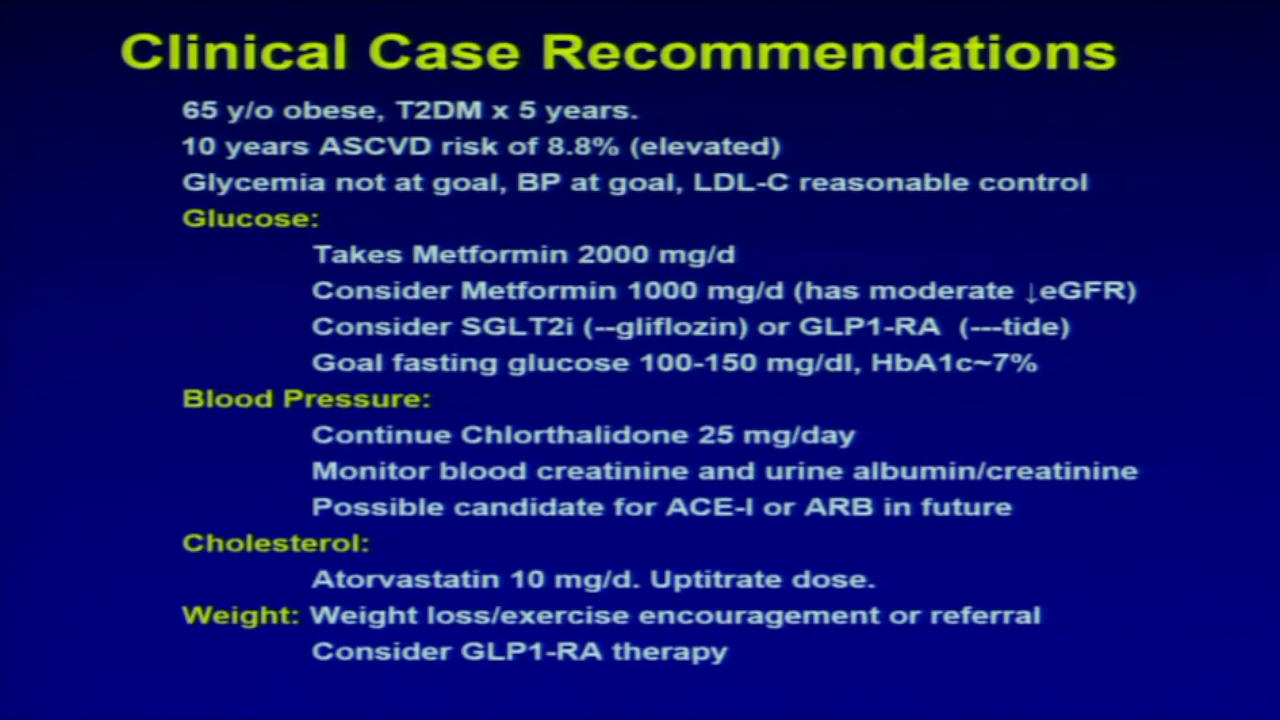 Clinical Case Recommendations
65 y/o obese, T2DM x 5 years.
10 years ASCVD risk of 8.8% (elevated)
Glycemia not at goal, BP at goal, LDL-C reasonable control
Glucose:
Takes Metformin 2000 mg/d
Consider Metformin 1000 mg/d (has moderate ↓eGFR)
Consider SGLT2i (--gliflozin) or GLP1-RA (---tide)
Goal fasting glucose 100-150 mg/dl, HbA1c~7%
Blood Pressure:
Continue Chlorthalidone 25 mg/day
Monitor blood creatinine and urine albumin/creatinine
Possible candidate for ACE-I or ARB in future
Cholesterol:
Atorvastatin 10 mg/d. Uptitrate dose.
Weight: Weight loss/exercise encouragement or referral
Consider GLP1-RA therapy